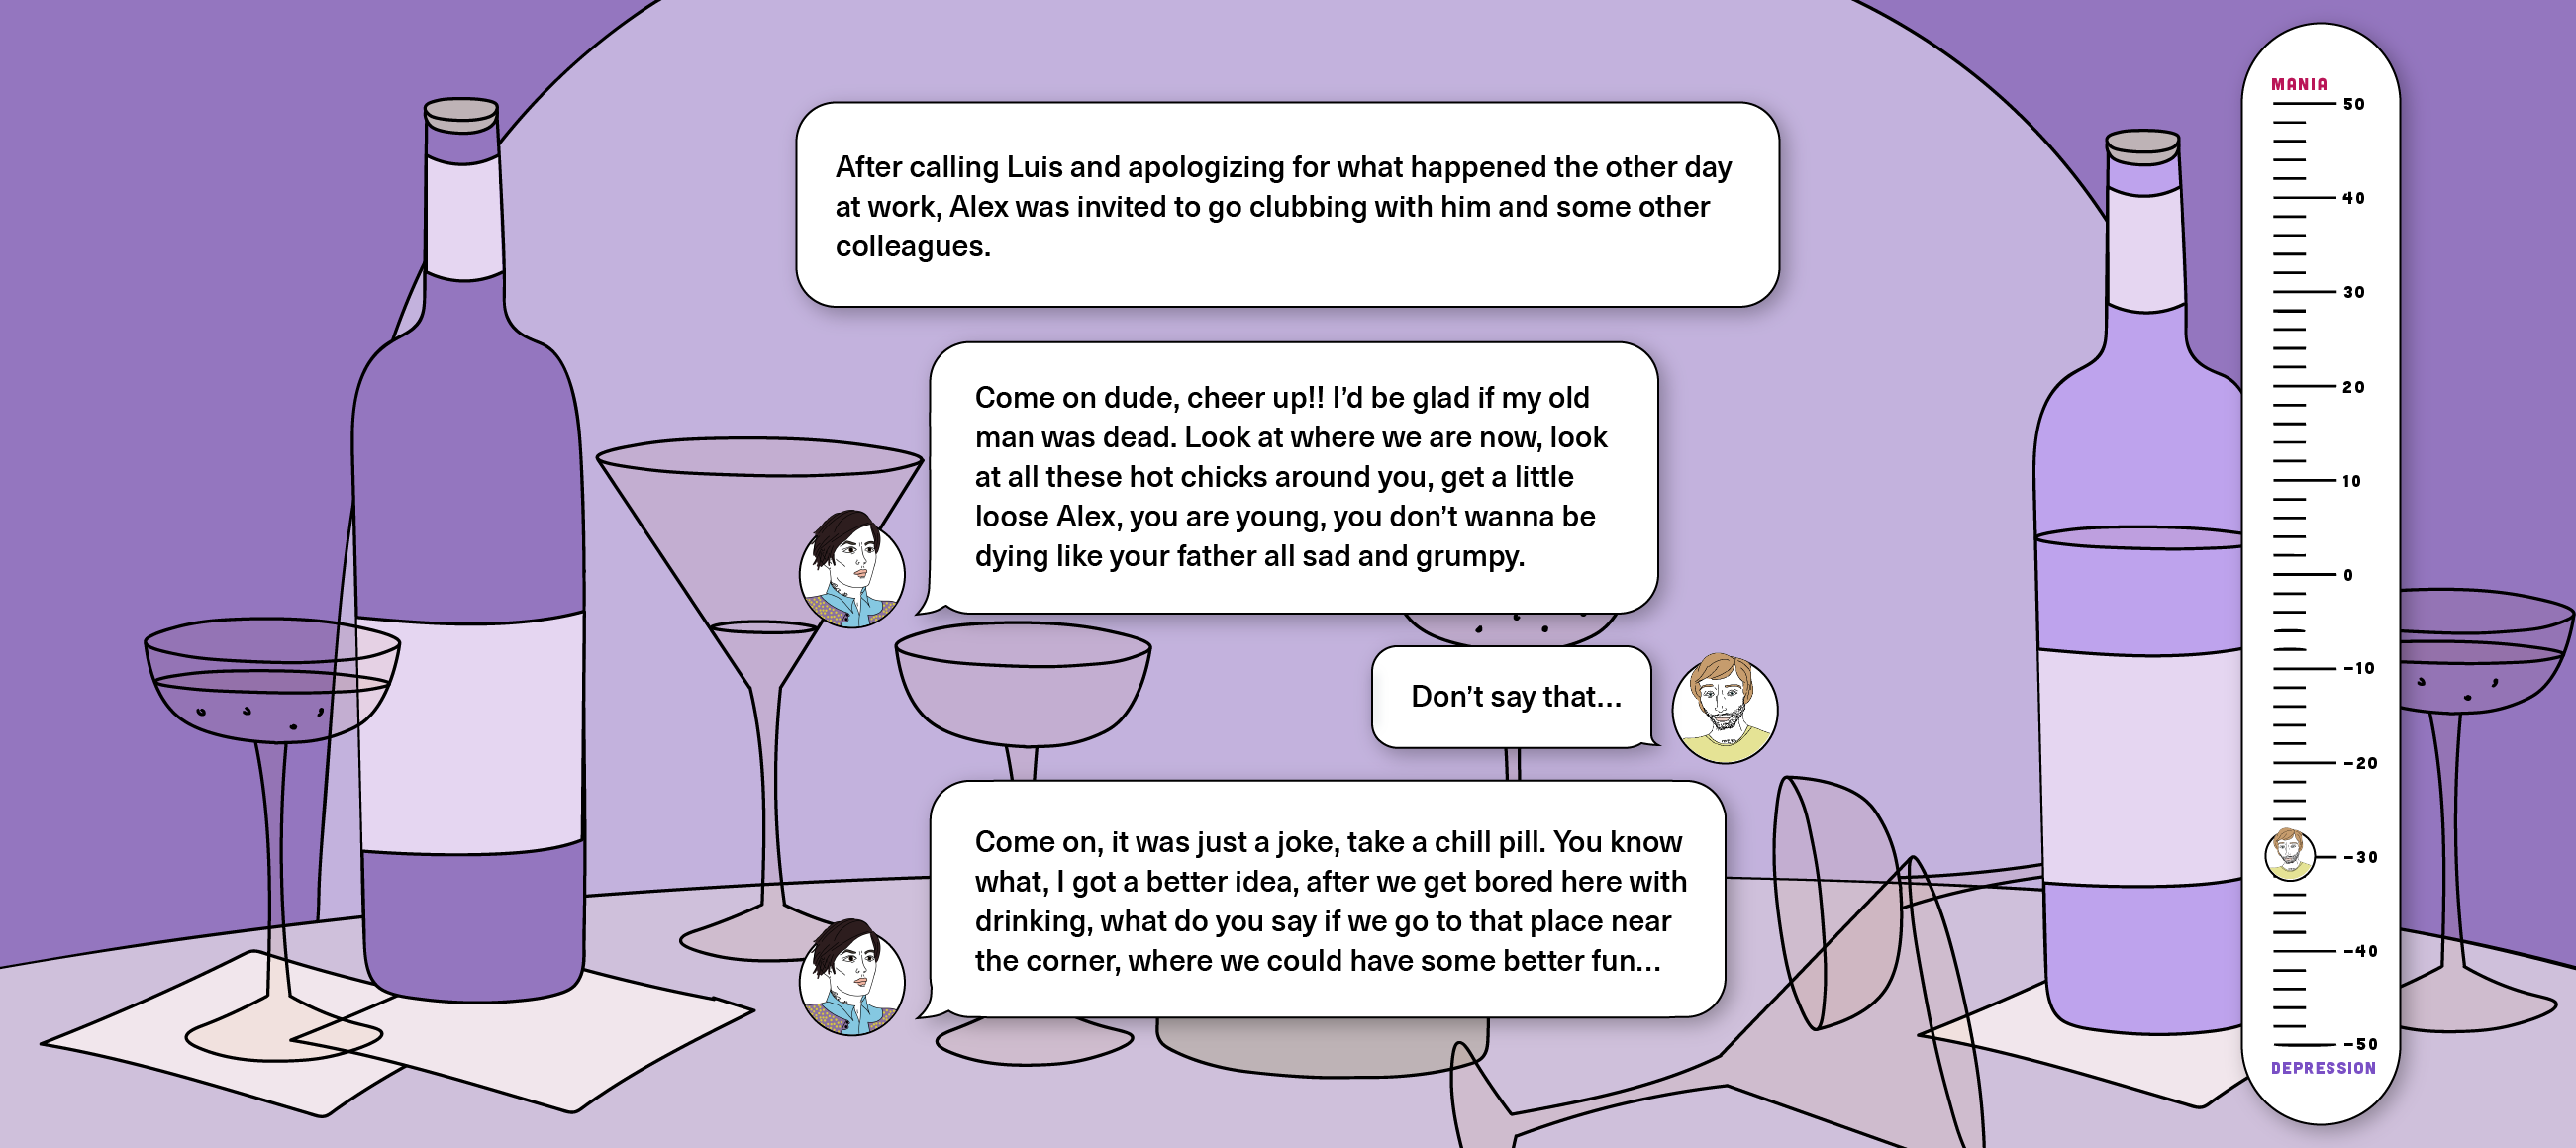 After calling Luis and apologizing for what happened the other day
at work, Alex was invited to go clubbing with him and some other
colleagues.
Come on dude, cheer up!! I’d be glad if my old
man was dead. Look at where we are now, look
at all these hot chicks around you, get a little
loose Alex, you are young, you don’t wanna be
dying like your father all sad and grumpy.
Don’t say that...
Come on, it was just a joke, take a chill pill. You know
what, I got a better idea, after we get bored here with
drinking, what do you say if we go to that place near
the corner, where we could have some better fun...
MANIA
50
40
30
20
10
0
-10
-20
-30
-40
-50
DEPRESSION